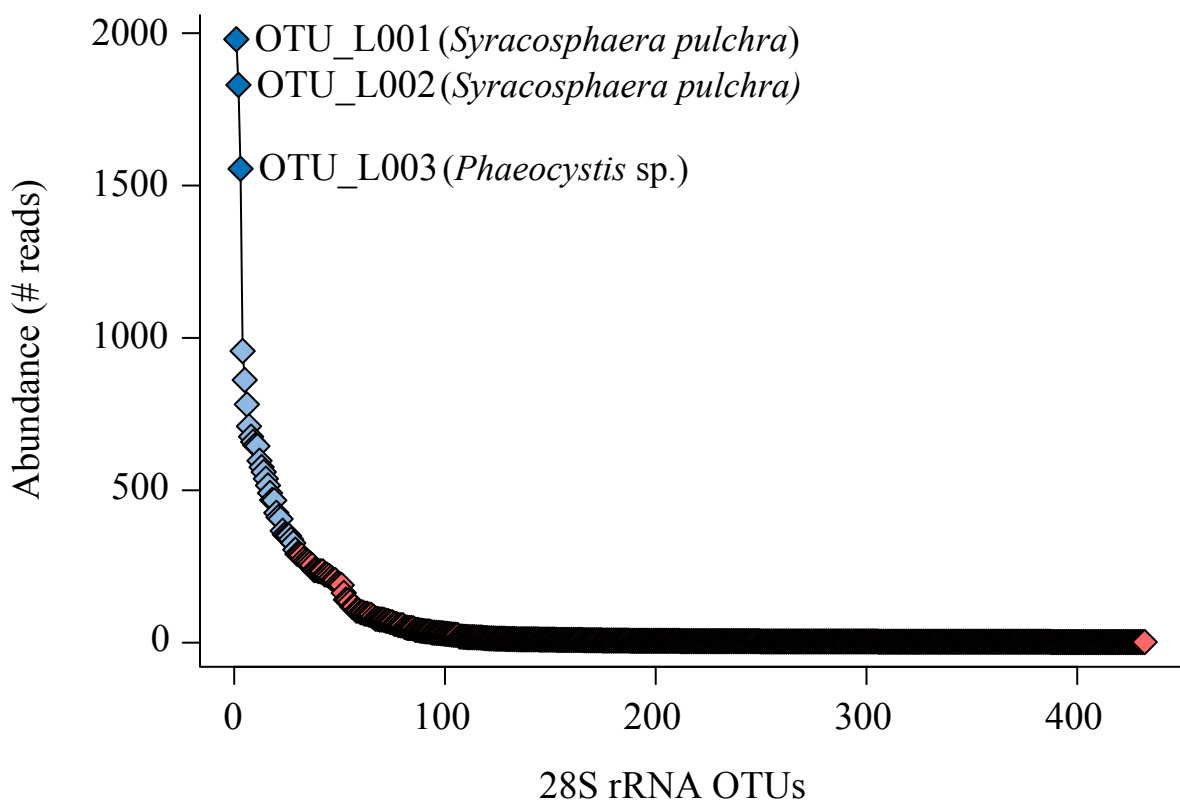 2000
OTU_L001 (Syracosphaera pulchra)
OTU_L002 (Syracosphaera pulchra)
1500
OTU_L003 (Phaeocystis sp.)
1000
500
0
Abundance (# reads)
0 100 200 300 400
28S rRNA OTUs